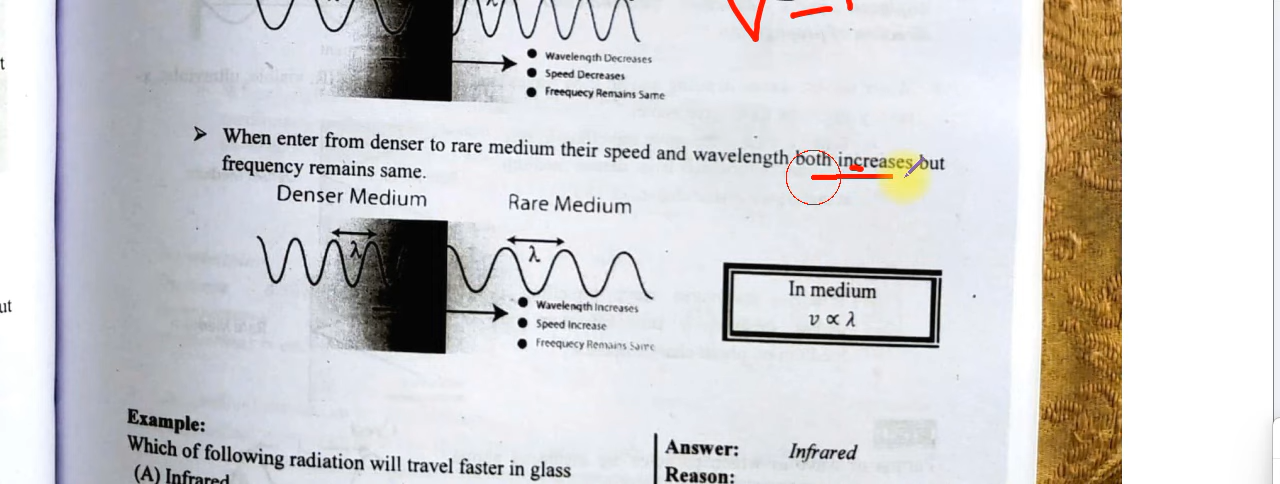 λ
● Wavelength Decreases
● Speed Decreases
● Freequecy Remains Same
➢ When enter from denser to rare medium their speed and wavelength both increases but
frequency remains same.
Denser Medium Rare Medium
λ λ
● Wavelength Increases
● Speed Increase
● Freequecy Remains Same
In medium
v ∝ λ
Example:
Which of following radiation will travel faster in glass
(A) Infrared
Answer: Infrared
Reason: